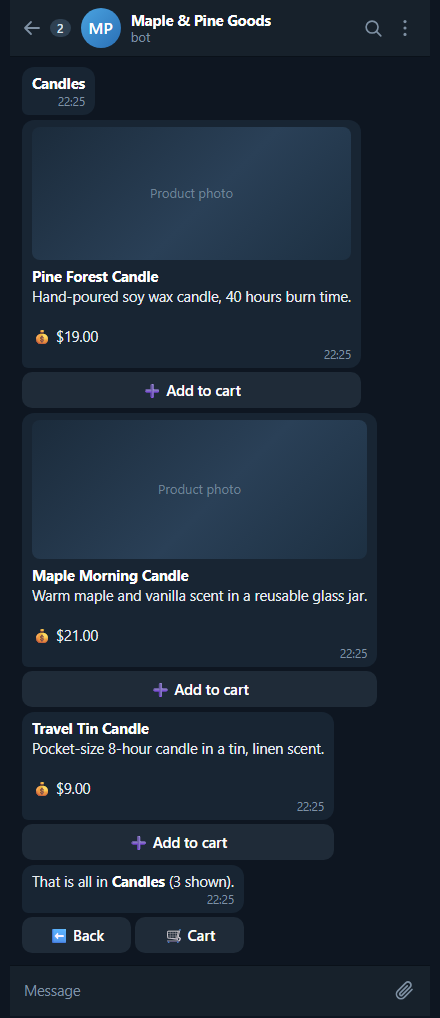 2
MP
Maple & Pine Goods
bot
Candles
22:25
Product photo
Pine Forest Candle
Hand-poured soy wax candle, 40 hours burn time.
💰 $19.00
22:25
➕ Add to cart
Product photo
Maple Morning Candle
Warm maple and vanilla scent in a reusable glass jar.
💰 $21.00
22:25
➕ Add to cart
Travel Tin Candle
Pocket-size 8-hour candle in a tin, linen scent.
💰 $9.00
22:25
➕ Add to cart
That is all in Candles (3 shown).
22:25
⬅️ Back
🛒 Cart
Message